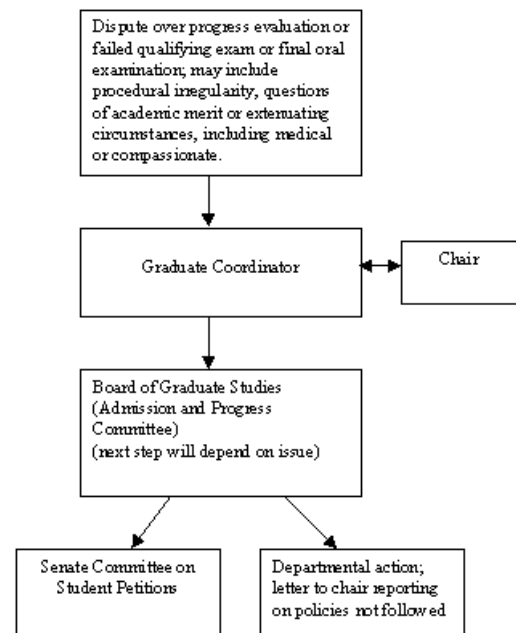 Dispute over progress evaluation or
failed qualifying exam or final oral
examination; may include
procedural irregularity, questions
of academic merit or extenuating
circumstances, including medical
or compassionate.
Graduate Coordinator
Chair
Board of Graduate Studies
(Admission and Progress
Committee)
(next step will depend on issue)
Senate Committee on
Student Petitions
Departmental action;
letter to chair reporting
on policies not followed